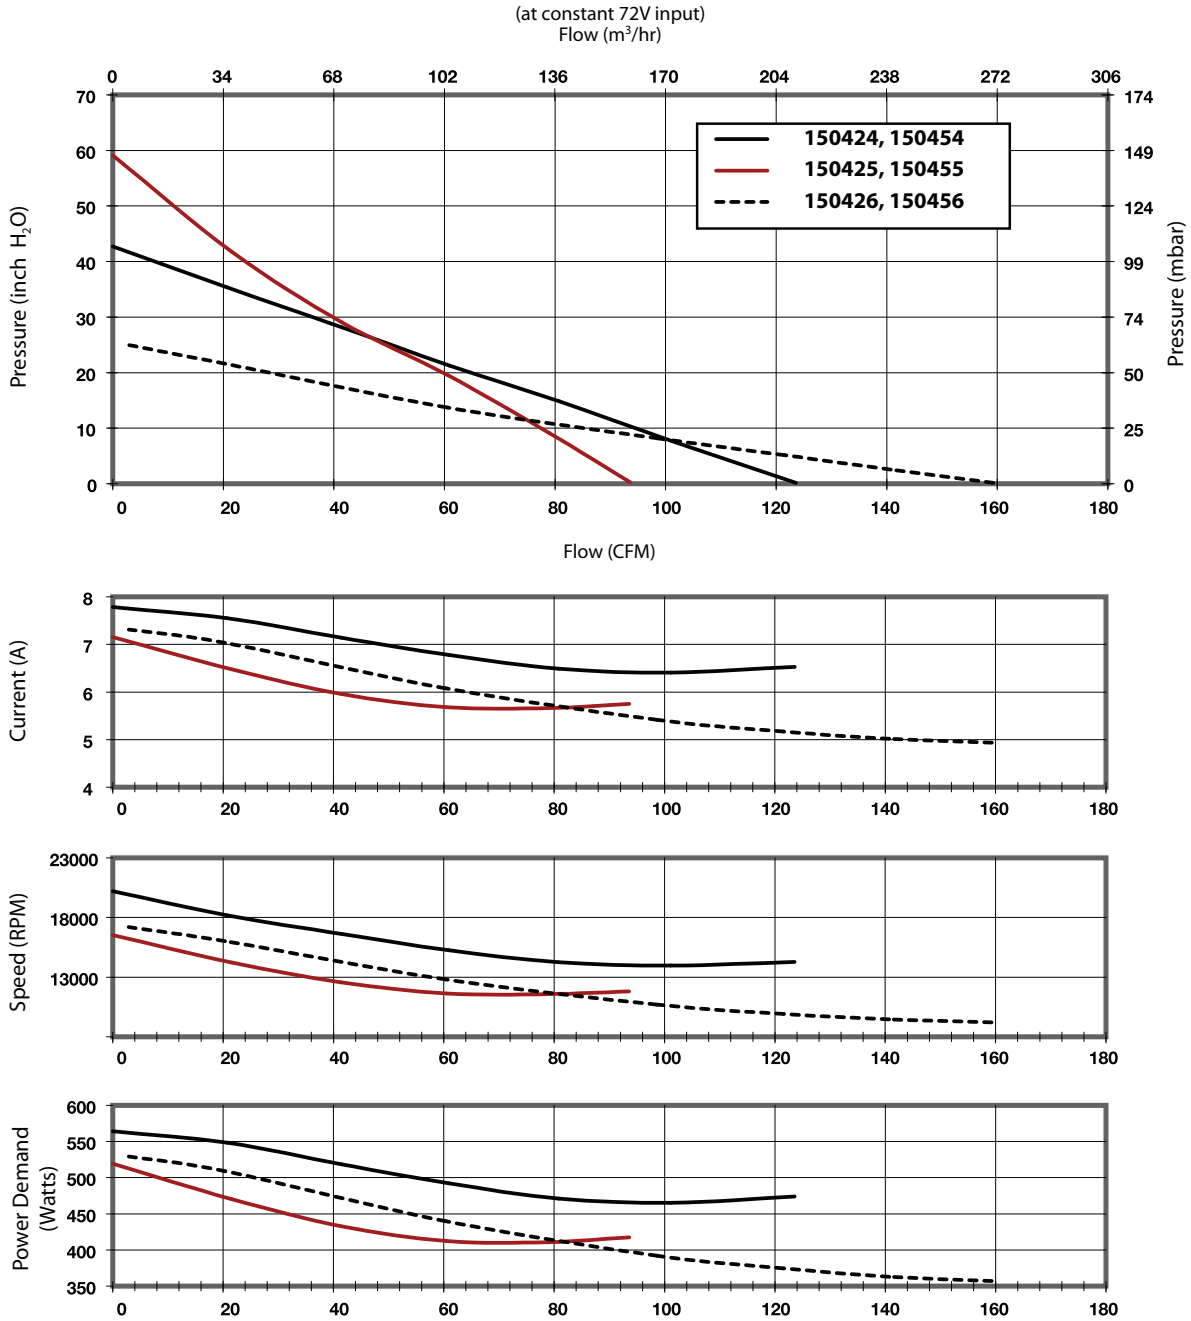 (at constant 72V input)
Flow (m³/hr)
0 34 68 102 136 170 204 238 272 306
70 174
60 149
50 124
40 99
30 74
20 50
10 25
0 0
Pressure (inch H₂O)
Pressure (mbar)
150424, 150454
150425, 150455
150426, 150456
0 20 40 60 80 100 120 140 160 180
Flow (CFM)
Current (A)
8
7
6
5
4
0 20 40 60 80 100 120 140 160 180
Speed (RPM)
23000
18000
13000
0 20 40 60 80 100 120 140 160 180
Power Demand
(Watts)
600
550
500
450
400
350
0 20 40 60 80 100 120 140 160 180